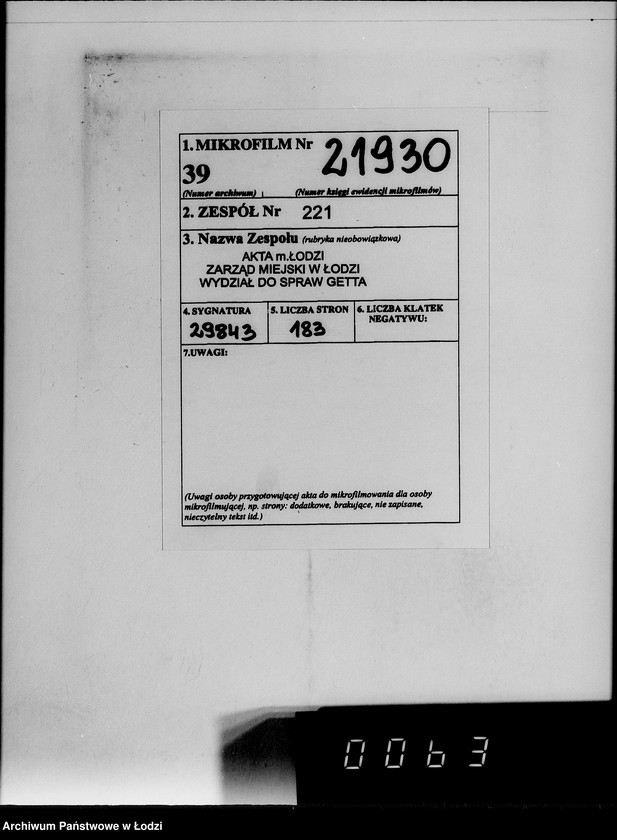 1. MIKROFILM Nr 21930
39
(Numer archiwum) (Numer księgi ewidencji mikrofilmów)
2. ZESPÓŁ Nr 221
3. Nazwa Zespołu (rubryka nieobowiązkowa)
AKTA m.ŁODZI
ZARZĄD MIEJSKI W ŁODZI
WYDZIAŁ DO SPRAW GETTA
4. SYGNATURA 5. LICZBA STRON 6. LICZBA KLATEK
NEGATYWU:
29843 183
7.UWAGI:
(Uwagi osoby przygotowującej akta do mikrofilmowania dla osoby
mikrofilmującej, np. strony: dodatkowe, brakujące, nie zapisane,
nieczytelny tekst itd.)
0063
Archiwum Państwowe w Łodzi